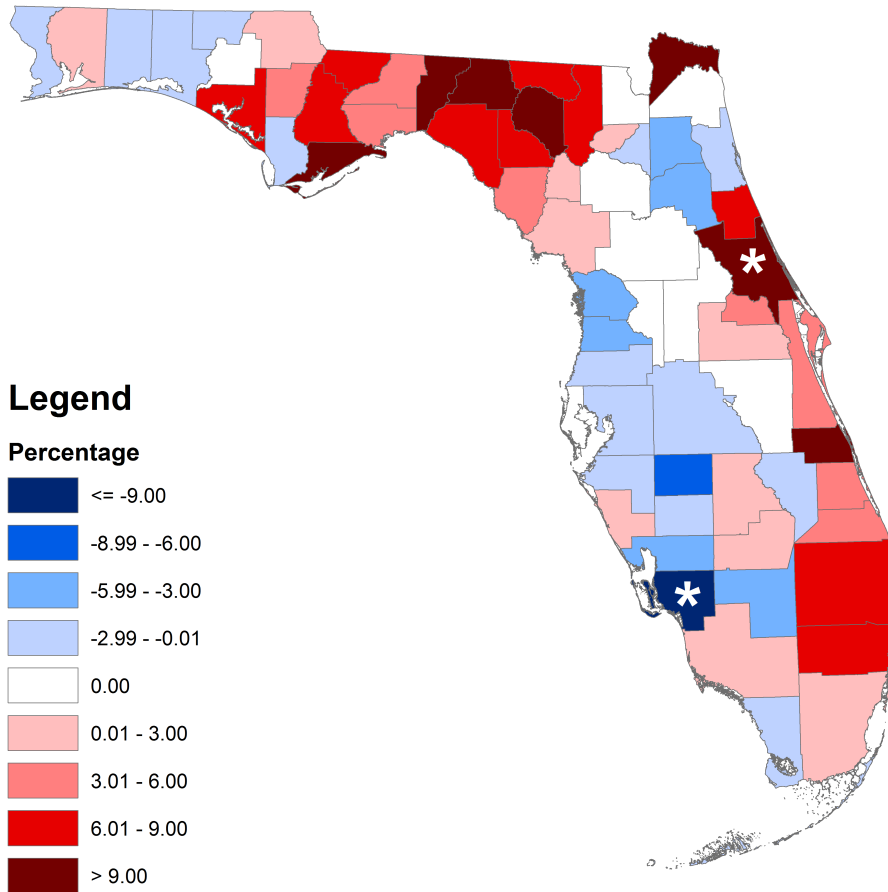 *
Legend
Percentage
<= -9.00
-8.99 - -6.00
-5.99 - -3.00
-2.99 - -0.01
*
0.00
0.01 - 3.00
3.01 - 6.00
6.01 - 9.00
> 9.00